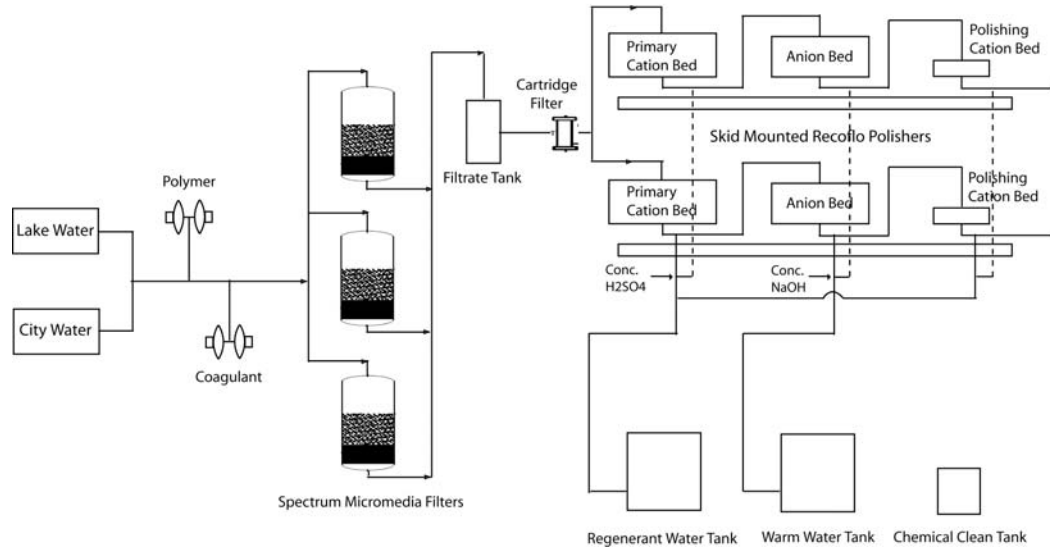 Primary
Cation Bed
Anion Bed
Polishing
Cation Bed
Cartridge
Filter
Skid Mounted Recoflo Polishers
Filtrate Tank
Polymer
Primary
Cation Bed
Anion Bed
Polishing
Cation Bed
Lake Water
City Water
Coagulant
Conc.
H2SO4
Conc.
NaOH
Spectrum Micromedia Filters
Regenerant Water Tank
Warm Water Tank
Chemical Clean Tank